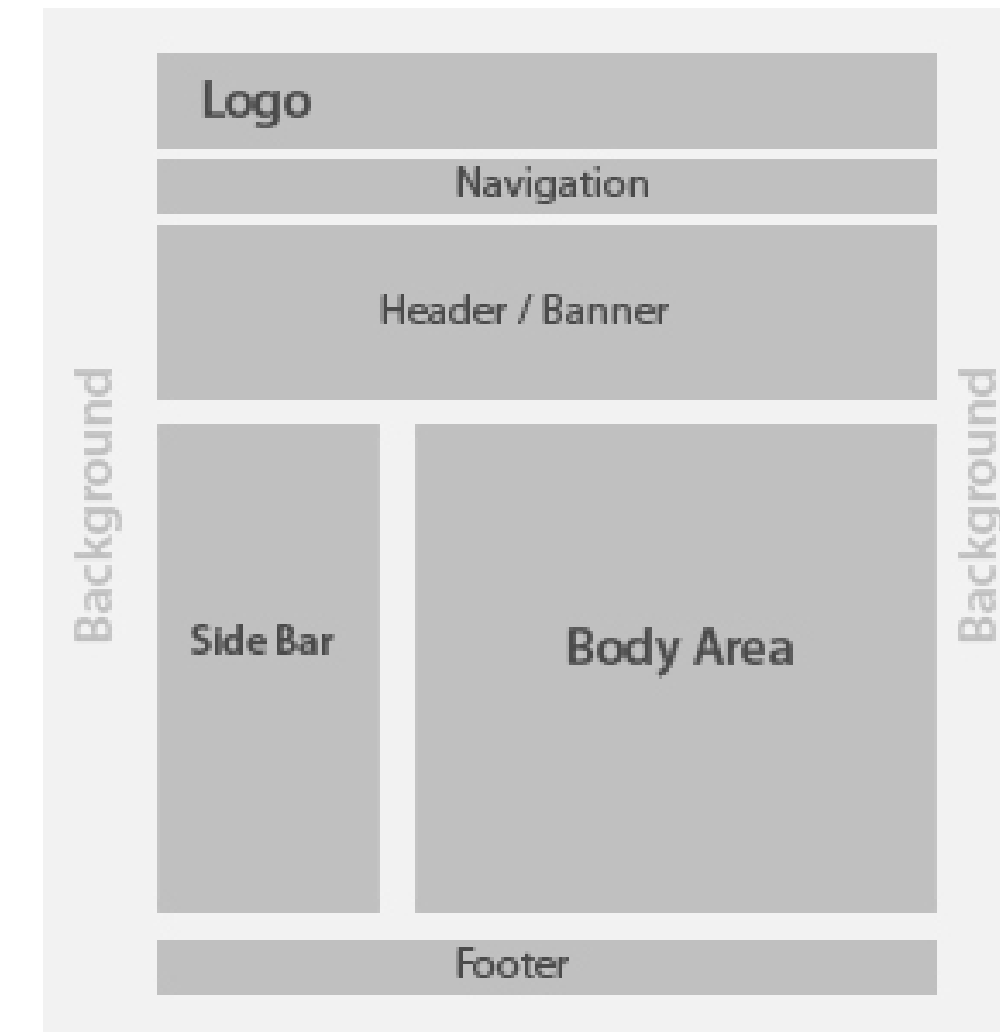 Logo
Navigation
Header / Banner
Background
Background
Side Bar
Body Area
Footer